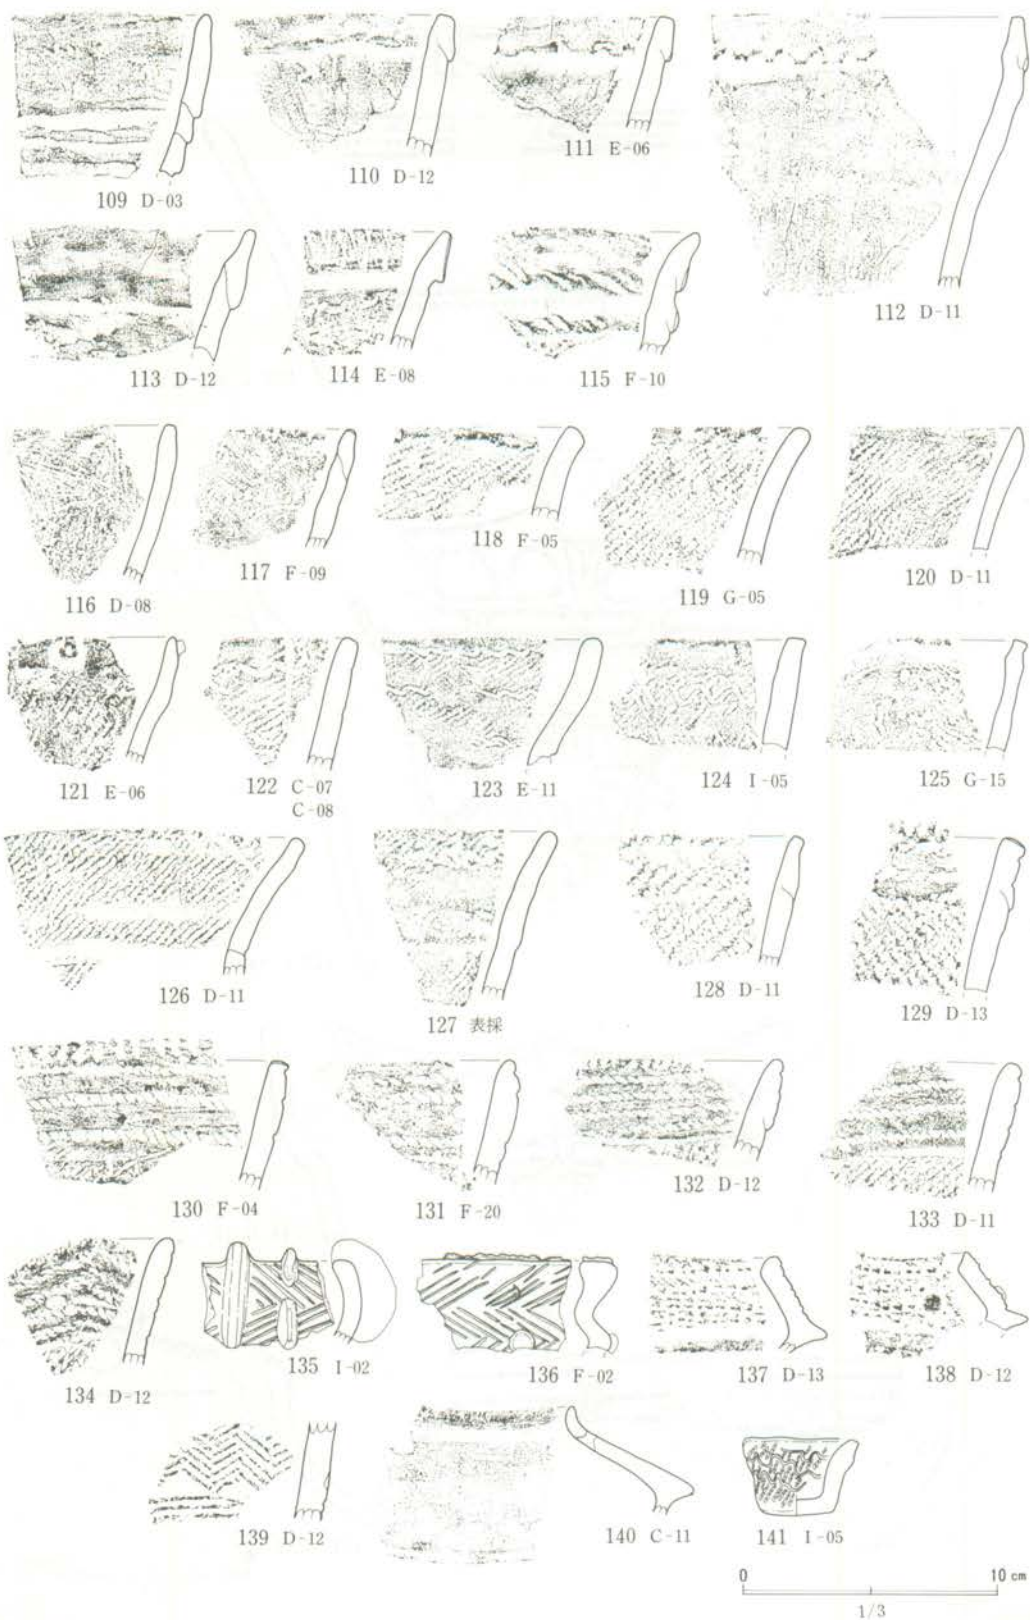 109 D-03
110 D-12
111 E-06
112 D-11
113 D-12
114 E-08
115 F-10
116 D-08
117 F-09
118 F-05
119 G-05
120 D-11
121 E-06
122 C-07
C-08
123 E-11
124 I-05
125 G-15
126 D-11
127 表採
128 D-11
129 D-13
130 F-04
131 F-20
132 D-12
133 D-11
134 D-12
135 I-02
136 F-02
137 D-13
138 D-12
139 D-12
140 C-11
141 I-05
0 10 cm
1/3